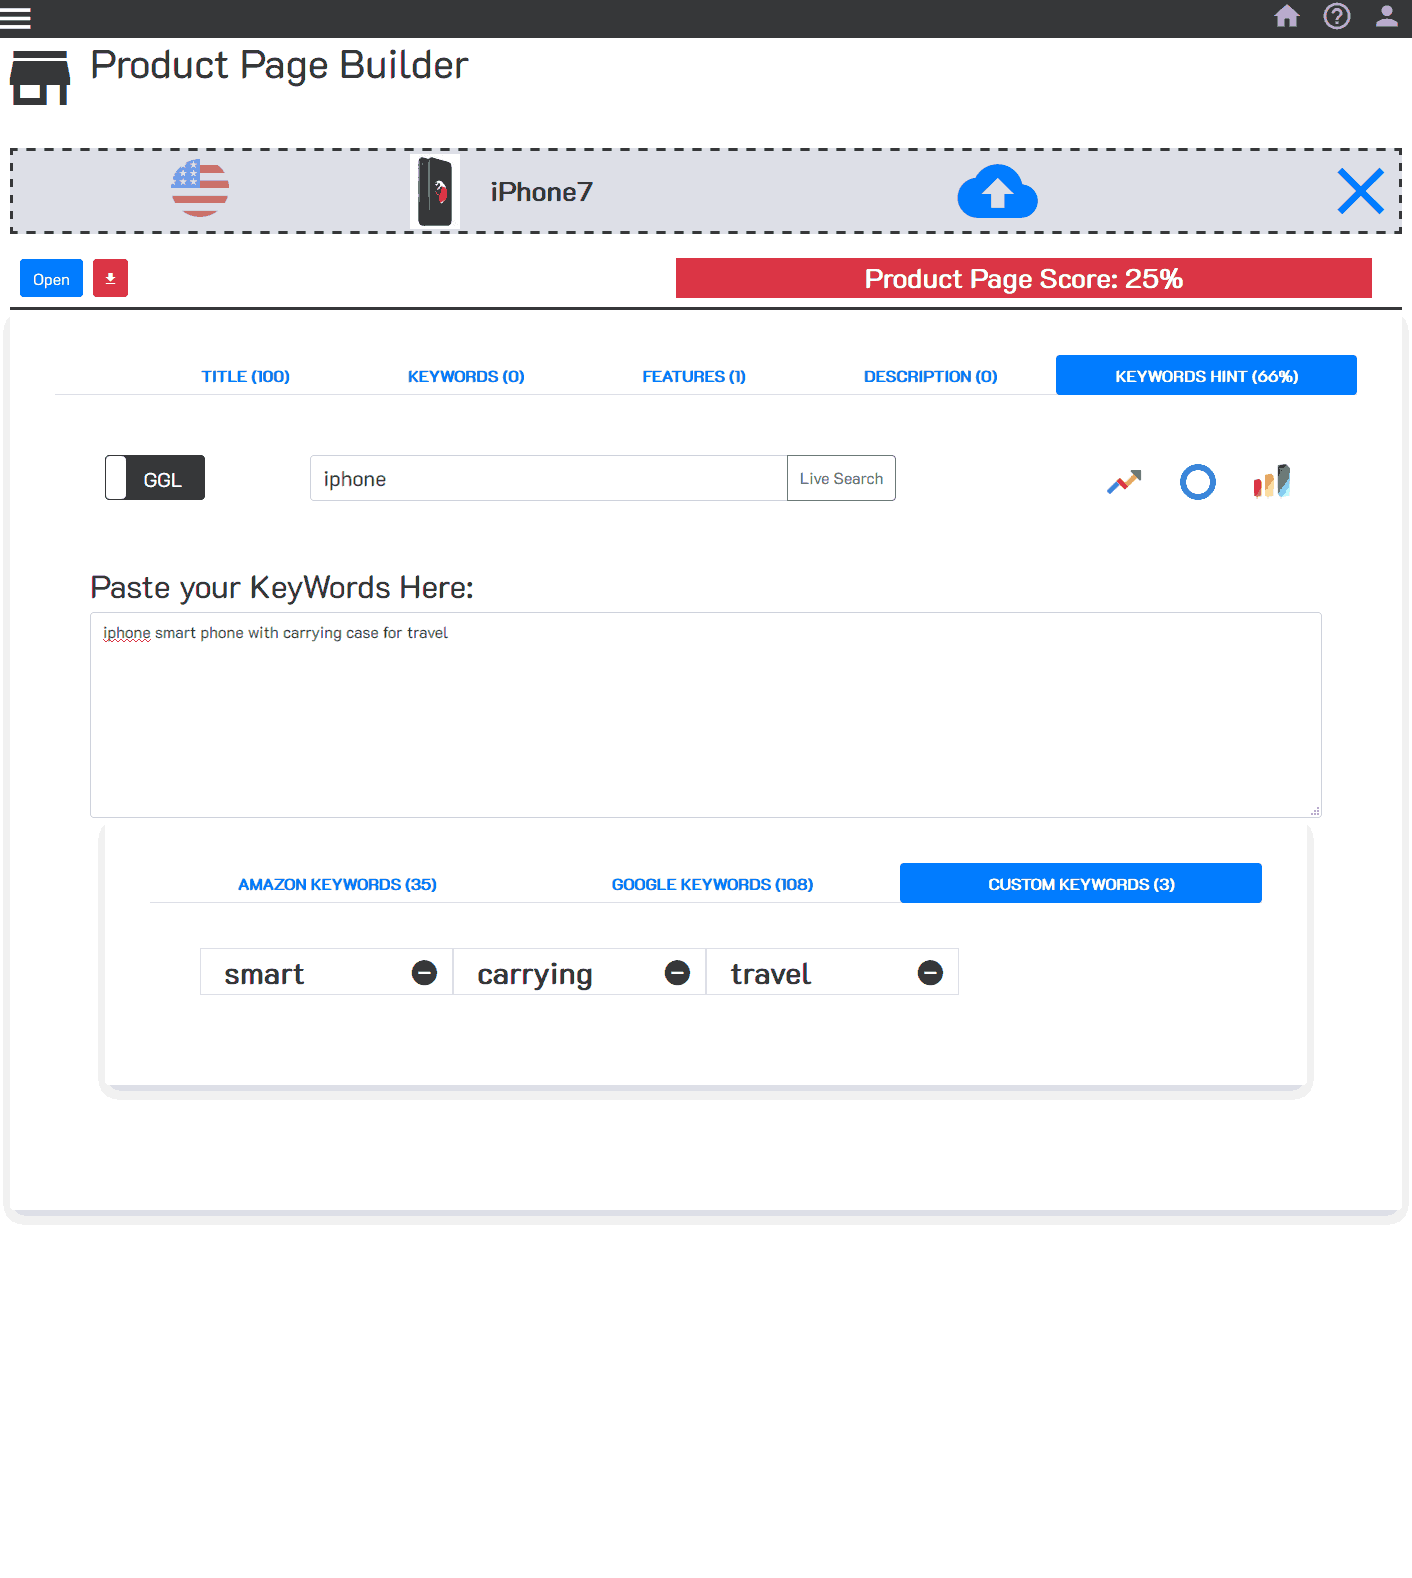 Product Page Builder
iPhone7
Open
Product Page Score: 25%
TITLE (100)
KEYWORDS (0)
FEATURES (1)
DESCRIPTION (0)
KEYWORDS HINT (66%)
GGL
iphone
Live Search
Paste your KeyWords Here:
iphone smart phone with carrying case for travel
AMAZON KEYWORDS (35)
GOOGLE KEYWORDS (108)
CUSTOM KEYWORDS (3)
smart
carrying
travel